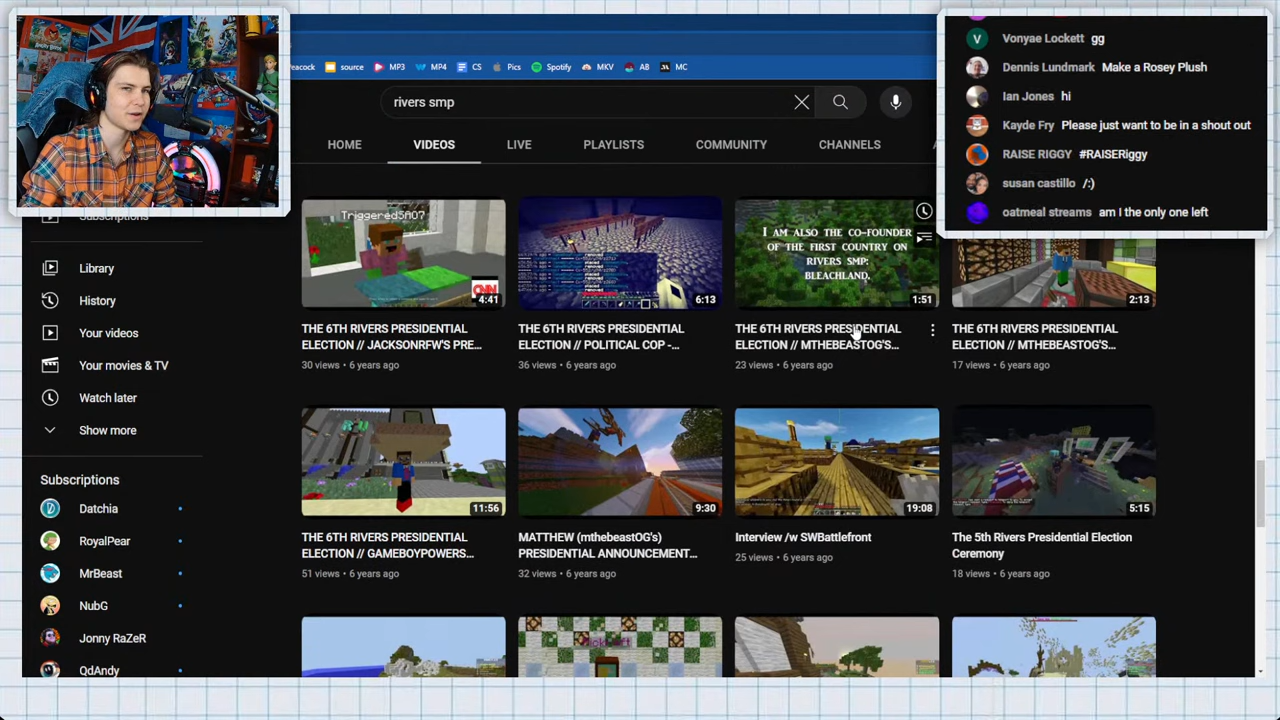 Peacock source MP3 MP4 CS Pics Spotify MKV AB MC
rivers smp
HOME VIDEOS LIVE PLAYLISTS COMMUNITY CHANNELS
Vonyae Lockett gg
Dennis Lundmark Make a Rosey Plush
Ian Jones hi
Kayde Fry Please just want to be in a shout out
RAISE RIGGY #RAISERiggy
susan castillo /:)
oatmeal streams am I the only one left
Subscriptions
Library
History
Your videos
Your movies & TV
Watch later
Show more
Subscriptions
Datchia
RoyalPear
MrBeast
NubG
Jonny RaZeR
QdAndy
TriggeredSA07
CNN
4:41
THE 6TH RIVERS PRESIDENTIAL
ELECTION // JACKSONRFW'S PRE...
30 views • 6 years ago
6:13
THE 6TH RIVERS PRESIDENTIAL
ELECTION // POLITICAL COP -...
36 views • 6 years ago
I AM ALSO THE CO-FOUNDER
OF THE FIRST COUNTRY ON
RIVERS SMP:
BLEACHLAND,
1:51
THE 6TH RIVERS PRESIDENTIAL
ELECTION // MTHEBEASTOG'S...
23 views • 6 years ago
2:13
THE 6TH RIVERS PRESIDENTIAL
ELECTION // MTHEBEASTOG'S...
17 views • 6 years ago
11:56
THE 6TH RIVERS PRESIDENTIAL
ELECTION // GAMEBOYPOWERS...
51 views • 6 years ago
9:30
MATTHEW (mthebeastOG's)
PRESIDENTIAL ANNOUNCEMENT...
32 views • 6 years ago
19:08
Interview /w SWBattlefront
25 views • 6 years ago
5:15
The 5th Rivers Presidential Election
Ceremony
18 views • 6 years ago